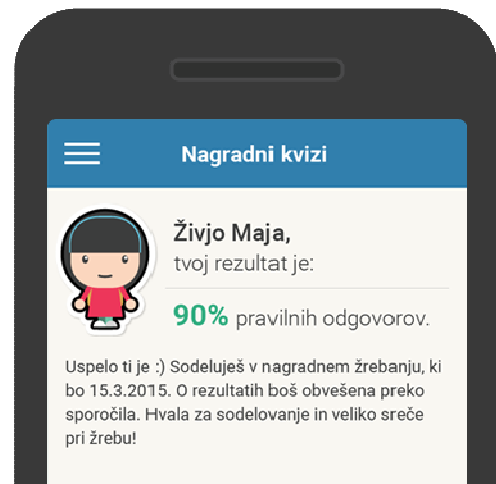 Nagradni kvizi
Živjo Maja,
tvoj rezultat je:
90% pravilnih odgovorov.
Uspelo ti je :) Sodeluješ v nagradnem žrebanju, ki
bo 15.3.2015. O rezultatih boš obvešena preko
sporočila. Hvala za sodelovanje in veliko sreče
pri žrebu!